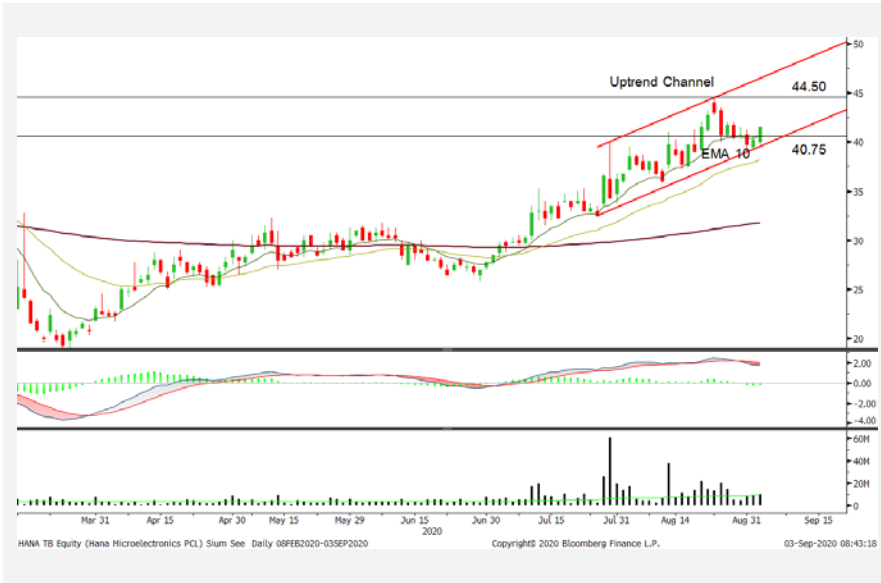 50
Uptrend Channel
44.50
45
40
EMA 10
40.75
35
30
25
20
2.00
0.00
-2.00
-4.00
60M
40M
20M
0
Mar 31 Apr 15 Apr 30 May 15 May 29 Jun 15 Jun 30 Jul 15 Jul 31 Aug 14 Aug 31 Sep 15
2020
HANA TB Equity (Hana Microelectronics PCL) Sium See Daily 08FEB2020-03SEP2020 Copyright© 2020 Bloomberg Finance L.P. 03-Sep-2020 08:43:18